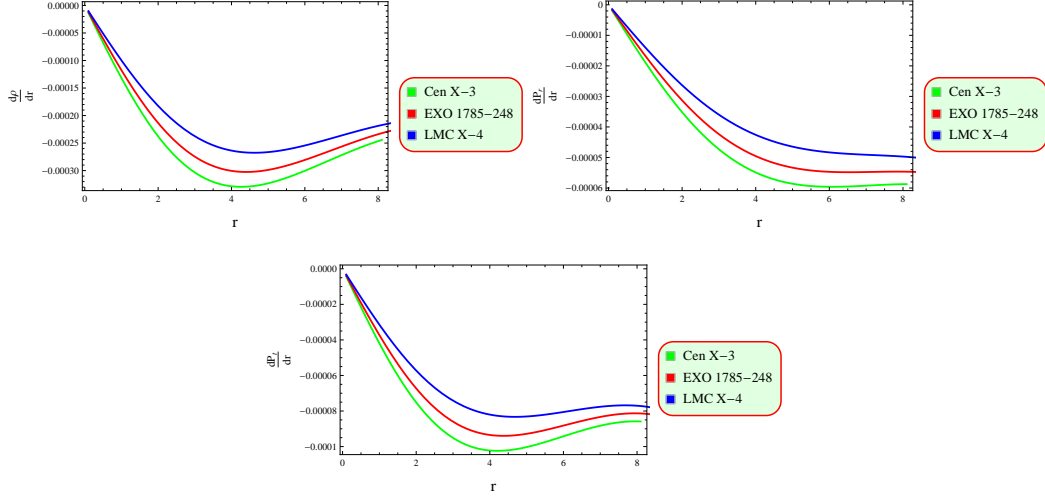 0.00000
-0.00005
-0.00010
-0.00015
-0.00020
-0.00025
-0.00030
dρ
dr
0 2 4 6 8
r
Cen X-3
EXO 1785-248
LMC X-4
0
-0.00001
-0.00002
-0.00003
-0.00004
-0.00005
-0.00006
dPr
dr
0 2 4 6 8
r
Cen X-3
EXO 1785-248
LMC X-4
0.0000
-0.00002
-0.00004
-0.00006
-0.00008
-0.0001
dr
0 2 4 6 8
r
Cen X-3
EXO 1785-248
LMC X-4